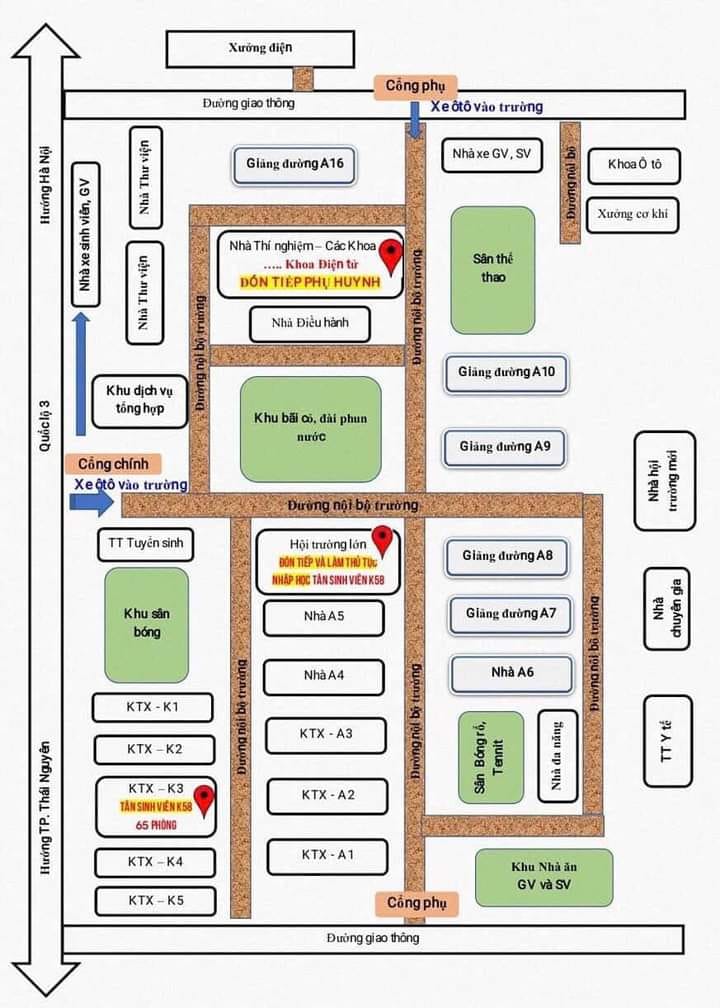 Xưởng điện
Cổng phụ
Đường giao thông
Xe ôtô vào trường
Hướng Hà Nội
Nhà xe sinh viên, GV
Nhà Thư viện
Giảng đường A16
Nhà xe GV, SV
Đường nội bộ
Khoa Ô tô
Xưởng cơ khí
Nhà Thí nghiệm – Các Khoa
..... Khoa Điện tử
ĐÓN TIẾP PHỤ HUYNH
Đường nội bộ trường
Sân thể
thao
Nhà Thư viện
Nhà Điều hành
Đường nội bộ trường
Giảng đường A10
Khu dịch vụ
tổng hợp
Khu bãi cỏ, đài phun
nước
Quốc lộ 3
Giảng đường A9
Cổng chính
Xe ôtô vào trường
Đường nội bộ trường
Nhà hội
trường mới
TT Tuyển sinh
Hội trường lớn
ĐÓN TIẾP VÀ LÀM THỦ TỤC
NHẬP HỌC TÂN SINH VIÊN K58
Giảng đường A8
Khu sân
bóng
Nhà A5
Giảng đường A7
Nhà
chuyên gia
Đường nội bộ trường
Nhà A4
Nhà A6
KTX - K1
Đường nội bộ trường
KTX - A3
Đường nội bộ trường
Sân Bóng rổ,
Tennit
Nhà đa năng
TT Y tế
KTX – K2
KTX – K3
TÂN SINH VIÊN K58
65 PHÒNG
KTX - A2
Hướng TP. Thái Nguyên
KTX – K4
KTX - A1
Khu Nhà ăn
GV và SV
KTX – K5
Cổng phụ
Đường giao thông